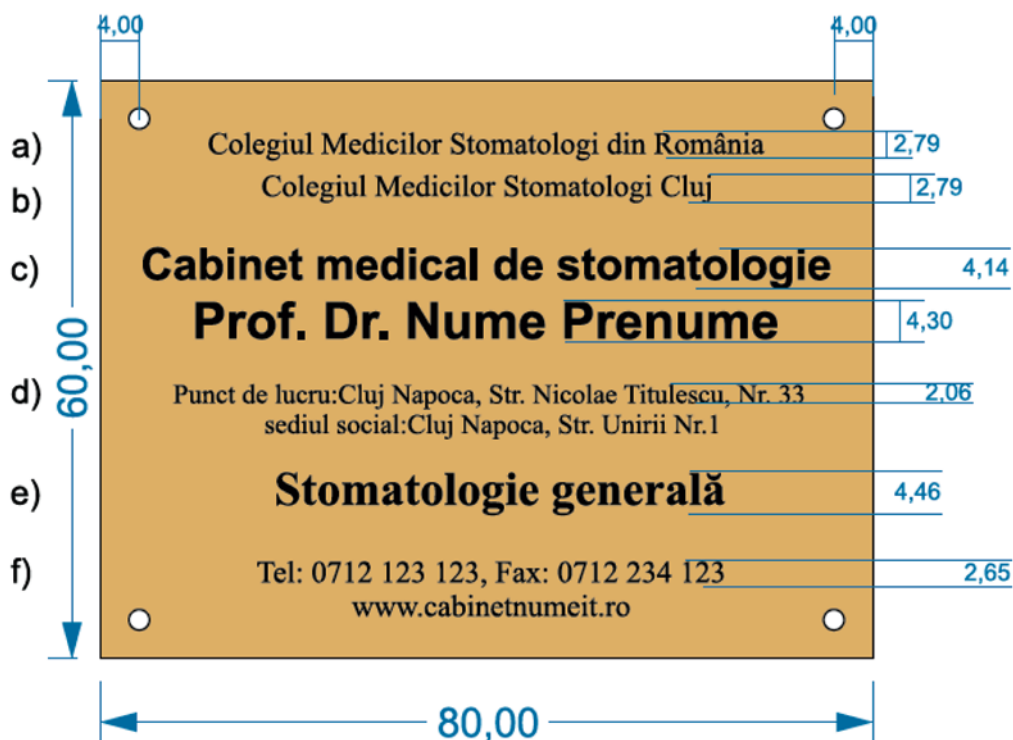 4,00 4,00
a) Colegiul Medicilor Stomatologi din România 2,79
b) Colegiul Medicilor Stomatologi Cluj 2,79
c) Cabinet medical de stomatologie 4,14
Prof. Dr. Nume Prenume 4,30
60,00
d) Punct de lucru:Cluj Napoca, Str. Nicolae Titulescu, Nr. 33 2,06
sediul social:Cluj Napoca, Str. Unirii Nr.1
e) Stomatologie generală 4,46
f) Tel: 0712 123 123, Fax: 0712 234 123 2,65
www.cabinetnumeit.ro
80,00